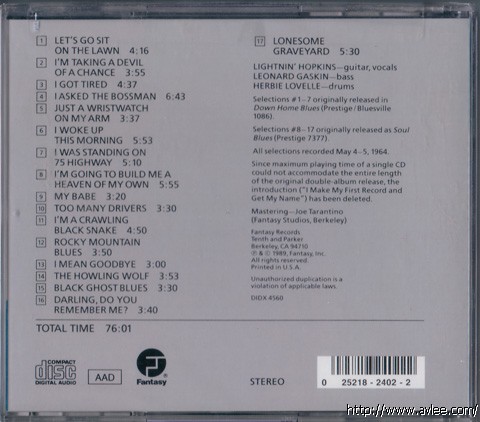 1 LET'S GO SIT
ON THE LAWN 4:16
2 I'M TAKING A DEVIL
OF A CHANCE 3:55
3 I GOT TIRED 4:37
4 I ASKED THE BOSSMAN 6:43
5 JUST A WRISTWATCH
ON MY ARM 3:37
6 I WOKE UP
THIS MORNING 5:53
7 I WAS STANDING ON
75 HIGHWAY 5:10
8 I'M GOING TO BUILD ME A
HEAVEN OF MY OWN 5:55
9 MY BABE 3:20
10 TOO MANY DRIVERS 3:30
11 I'M A CRAWLING
BLACK SNAKE 4:50
12 ROCKY MOUNTAIN
BLUES 3:50
13 I MEAN GOODBYE 3:00
14 THE HOWLING WOLF 3:53
15 BLACK GHOST BLUES 3:30
16 DARLING, DO YOU
REMEMBER ME? 3:40
17 LONESOME
GRAVEYARD 5:30
LIGHTNIN' HOPKINS—guitar, vocals
LEONARD GASKIN—bass
HERBIE LOVELLE—drums
Selections #1–7 originally released in
Down Home Blues (Prestige / Bluesville
1086).
Selections #8–17 originally released as Soul
Blues (Prestige 7377).
All selections recorded May 4–5, 1964.
Since maximum playing time of a single CD
could not accommodate the entire length
of the original double-album release, the
introduction ("I Make My First Record and
Get My Name") has been deleted.
Mastering—Joe Tarantino
(Fantasy Studios, Berkeley)
Fantasy Records
Tenth and Parker
Berkeley, CA 94710
℗ & © 1989, Fantasy, Inc.
All rights reserved.
Printed in U.S.A.
Unauthorized duplication is a
violation of applicable laws.
DIDX 4560
TOTAL TIME 76:01
COMPACT
disc
DIGITAL AUDIO
AAD
Fantasy
STEREO
0 25218-2402-2
http://www.avlee.com/